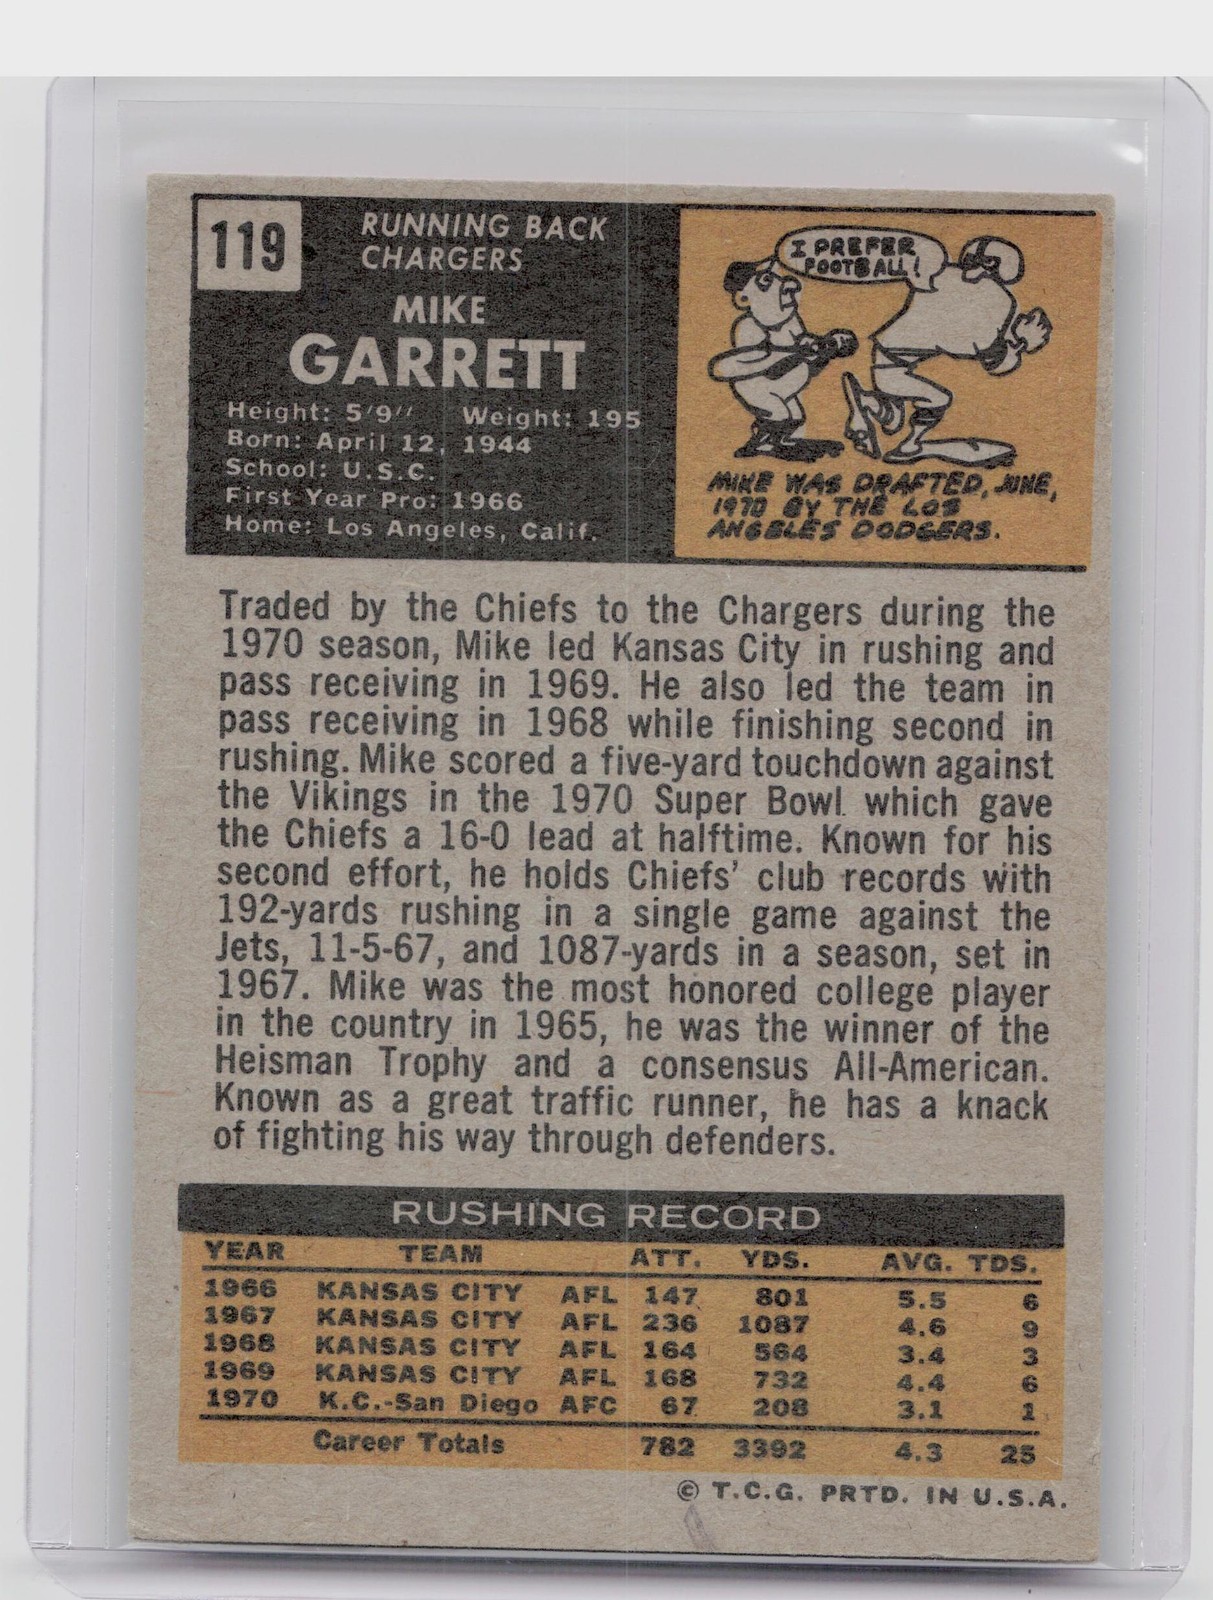 119
RUNNING BACK
CHARGERS
MIKE
GARRETT
Height: 5'9" Weight: 195
Born: April 12, 1944
School: U.S.C.
First Year Pro: 1966
Home: Los Angeles, Calif.
I PREFER
FOOTBALL!
MIKE WAS DRAFTED, JUNE,
1970 BY THE LOS
ANGELES DODGERS.
Traded by the Chiefs to the Chargers during the
1970 season, Mike led Kansas City in rushing and
pass receiving in 1969. He also led the team in
pass receiving in 1968 while finishing second in
rushing. Mike scored a five-yard touchdown against
the Vikings in the 1970 Super Bowl which gave
the Chiefs a 16-0 lead at halftime. Known for his
second effort, he holds Chiefs' club records with
192-yards rushing in a single game against the
Jets, 11-5-67, and 1087-yards in a season, set in
1967. Mike was the most honored college player
in the country in 1965, he was the winner of the
Heisman Trophy and a consensus All-American.
Known as a great traffic runner, he has a knack
of fighting his way through defenders.
RUSHING RECORD
YEAR TEAM ATT. YDS. AVG. TDS.
1966 KANSAS CITY AFL 147 801 5.5 6
1967 KANSAS CITY AFL 236 1087 4.6 9
1968 KANSAS CITY AFL 164 564 3.4 3
1969 KANSAS CITY AFL 168 732 4.4 6
1970 K.C.-San Diego AFC 67 208 3.1 1
Career Totals 782 3392 4.3 25
© T.C.G. PRTD. IN U.S.A.